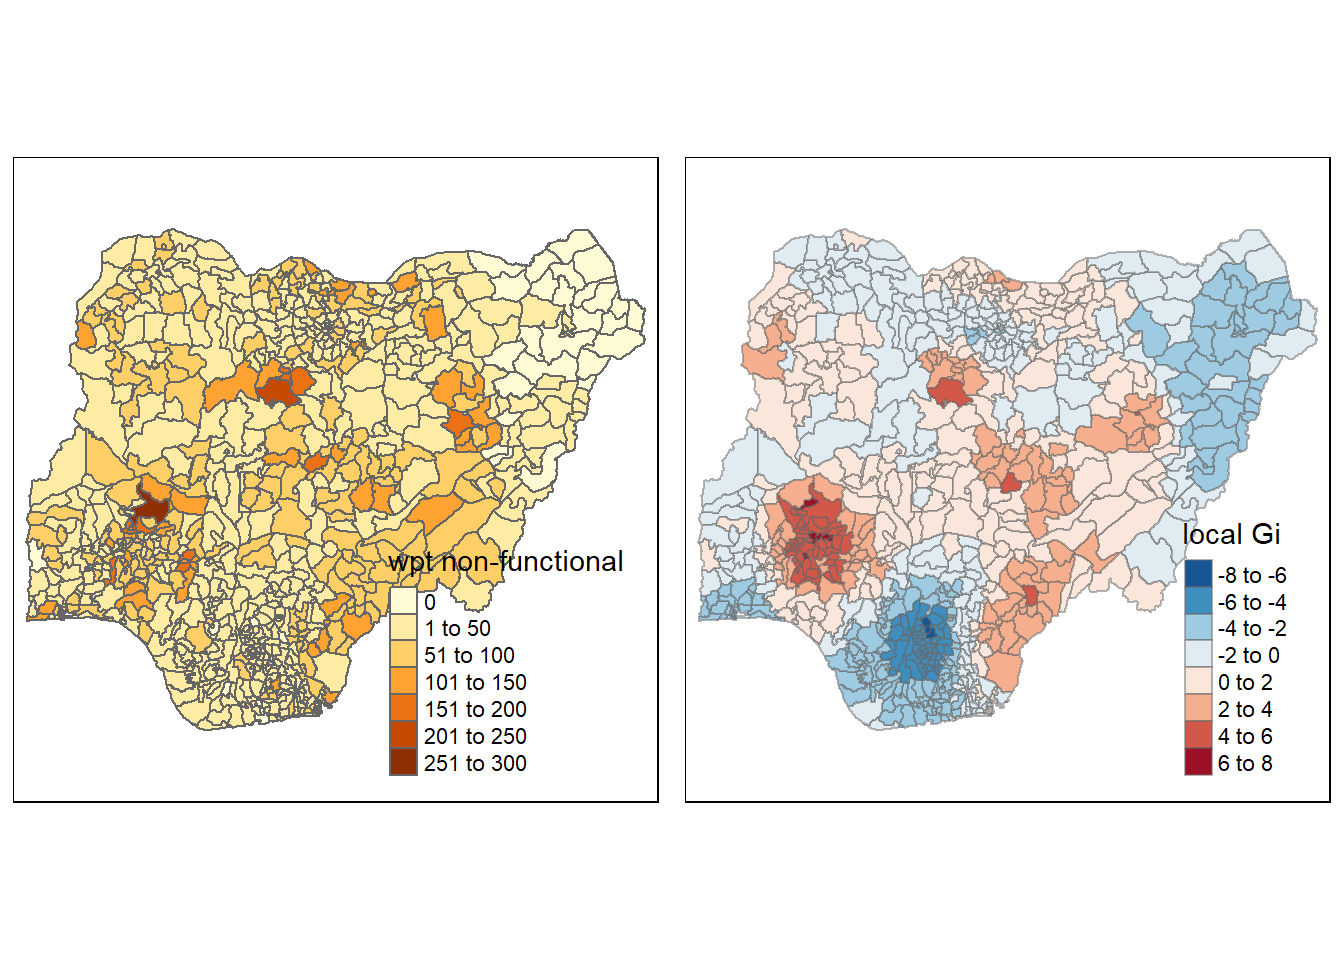 wpt non-functional
0
1 to 50
51 to 100
101 to 150
151 to 200
201 to 250
251 to 300
local Gi
-8 to -6
-6 to -4
-4 to -2
-2 to 0
0 to 2
2 to 4
4 to 6
6 to 8